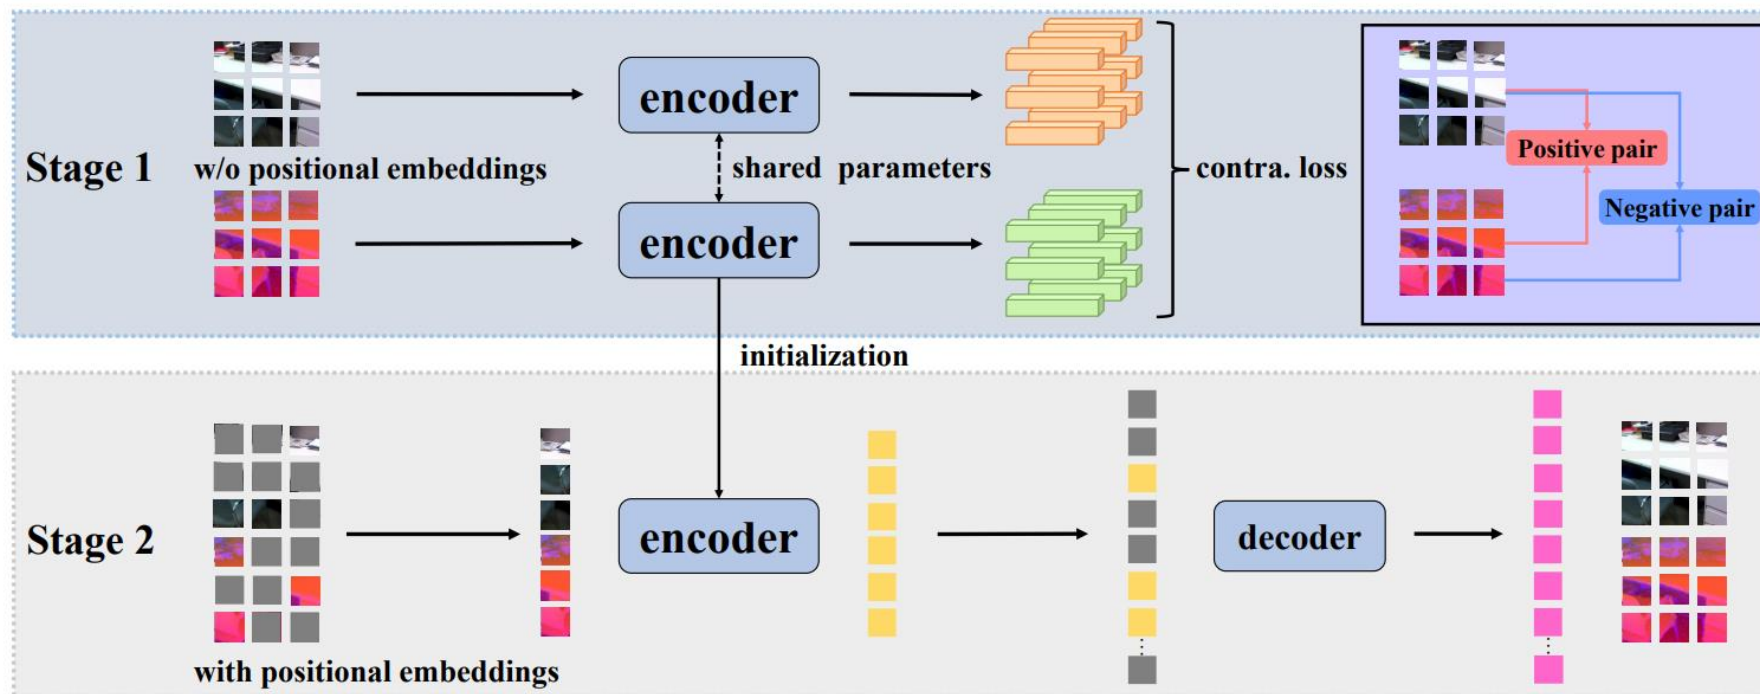 Stage 1
w/o positional embeddings
encoder
shared parameters
encoder
contra. loss
Positive pair
Negative pair
initialization
Stage 2
with positional embeddings
encoder
decoder